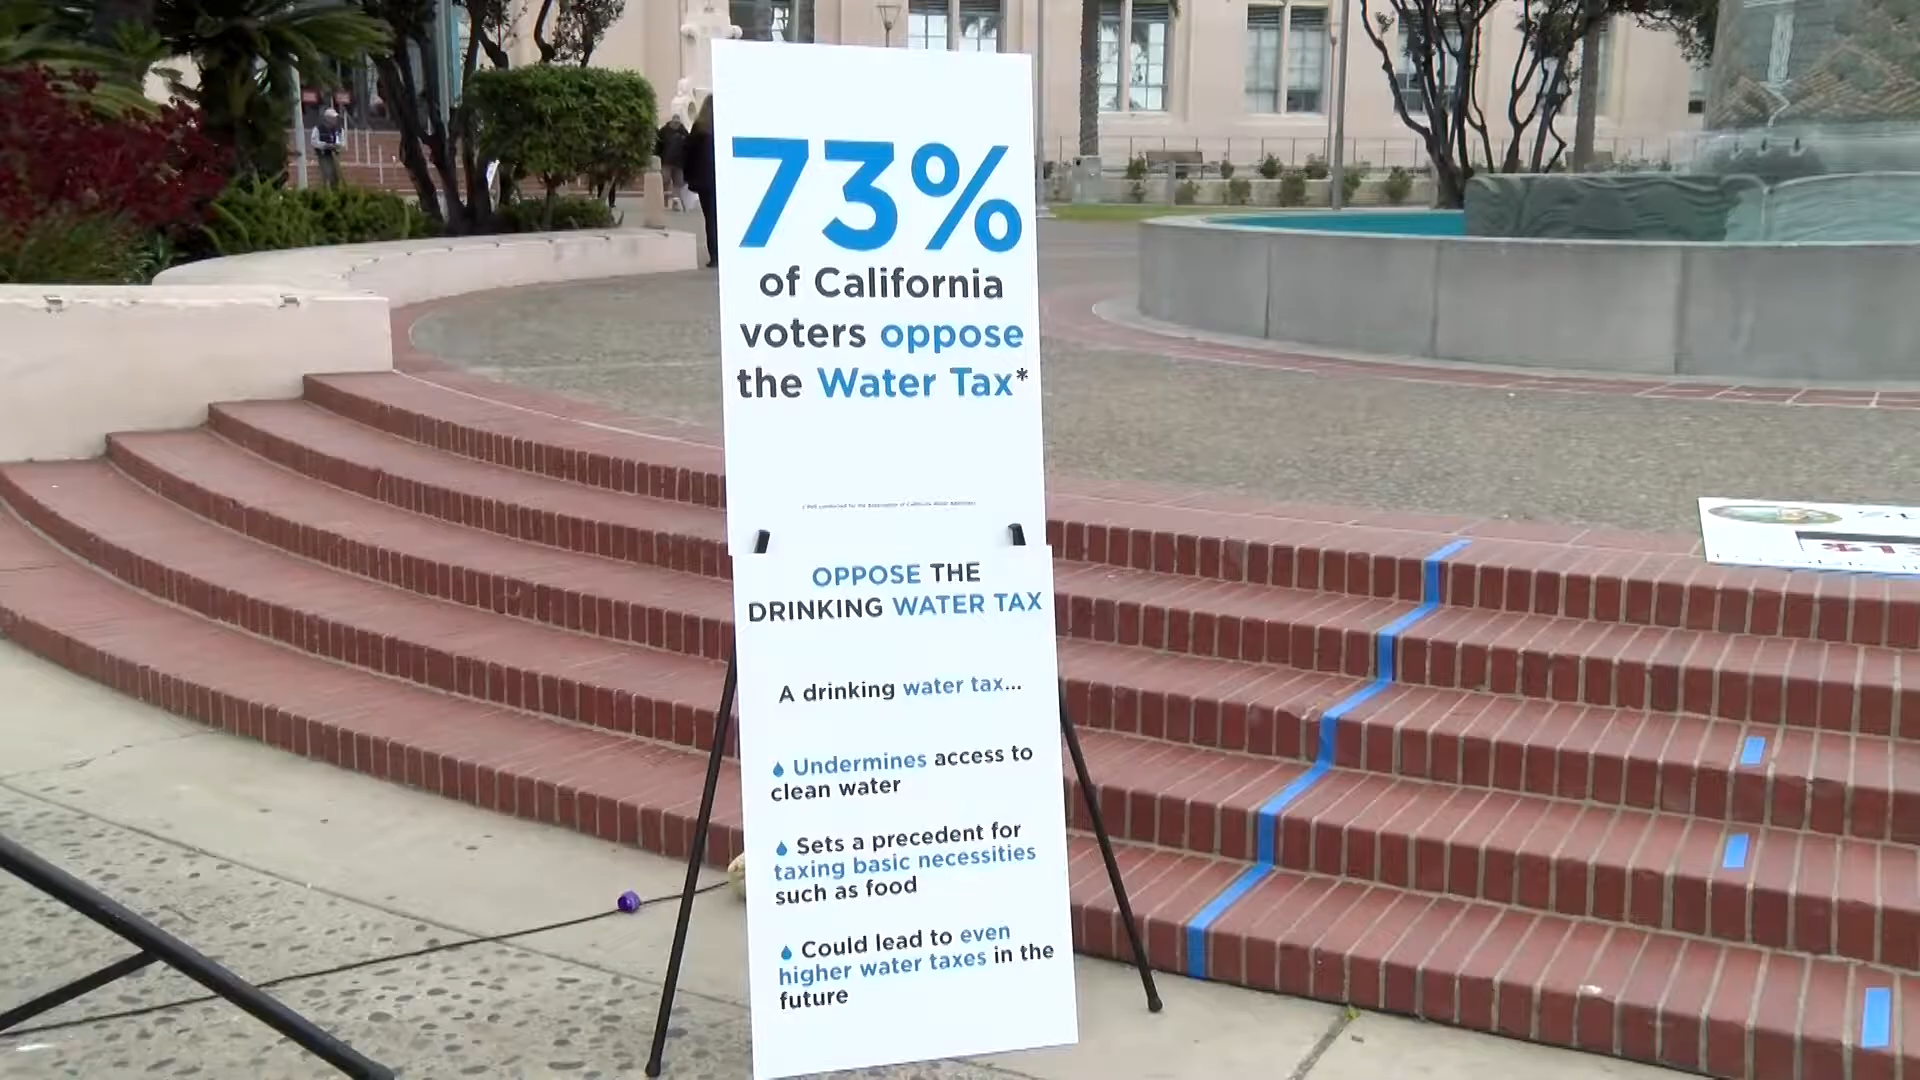 73%
of California
voters oppose
the Water Tax*
OPPOSE THE
DRINKING WATER TAX
A drinking water tax...
Undermines access to
clean water
Sets a precedent for
taxing basic necessities
such as food
Could lead to even
higher water taxes in the
future